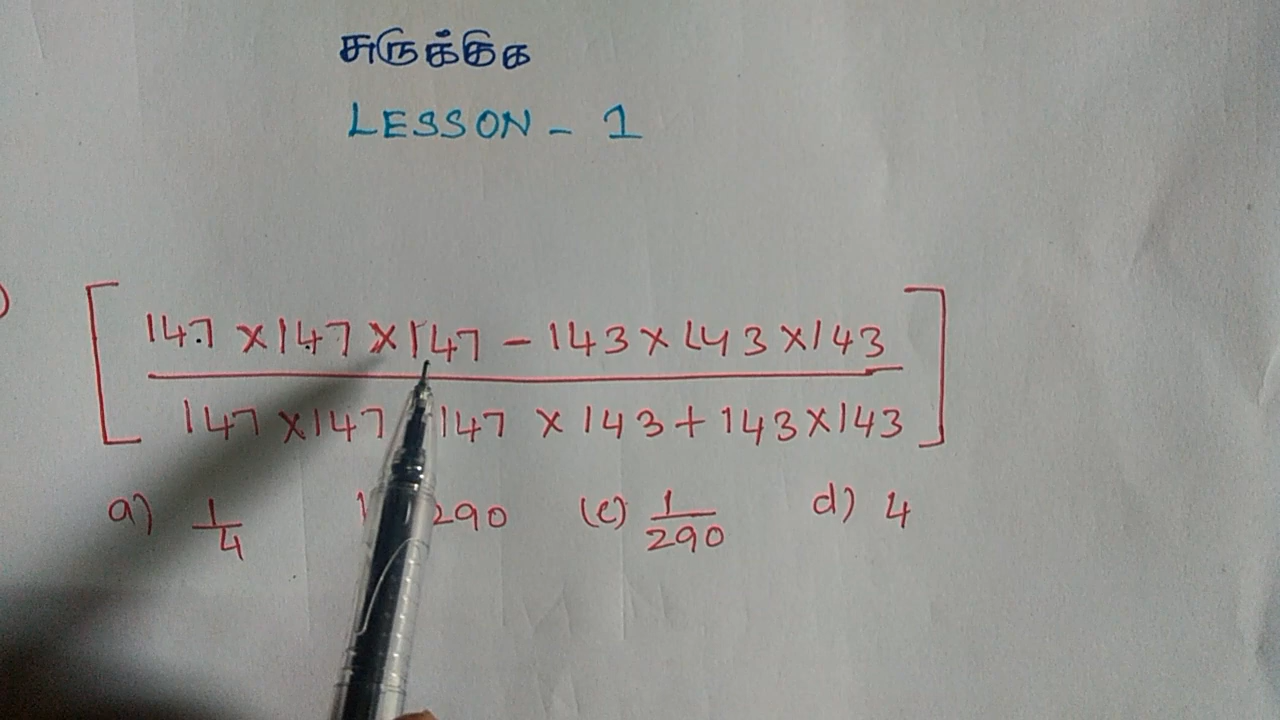 சுருக்குக
LESSON - 1
[ 147 × 147 × 147 - 143 × 143 × 143
147 × 147 147 × 143 + 143 × 143 ]
a) 1/4 290 (c) 1/290 d) 4